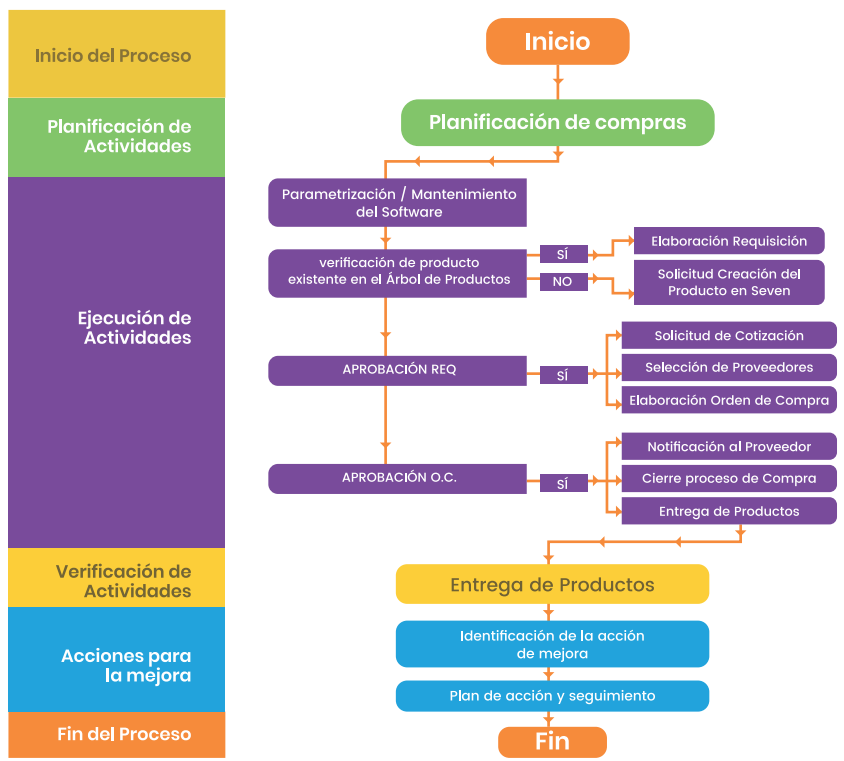 Inicio del Proceso
Inicio
Planificación de
Actividades
Planificación de compras
Ejecución de
Actividades
Parametrización / Mantenimiento
del Software
verificación de producto
existente en el Árbol de Productos
SÍ
Elaboración Requisición
NO
Solicitud Creación del
Producto en Seven
APROBACIÓN REQ
SÍ
Solicitud de Cotización
Selección de Proveedores
Elaboración Orden de Compra
APROBACIÓN O.C.
SÍ
Notificación al Proveedor
Cierre proceso de Compra
Entrega de Productos
Verificación de
Actividades
Entrega de Productos
Acciones para
la mejora
Identificación de la acción
de mejora
Plan de acción y seguimiento
Fin del Proceso
Fin